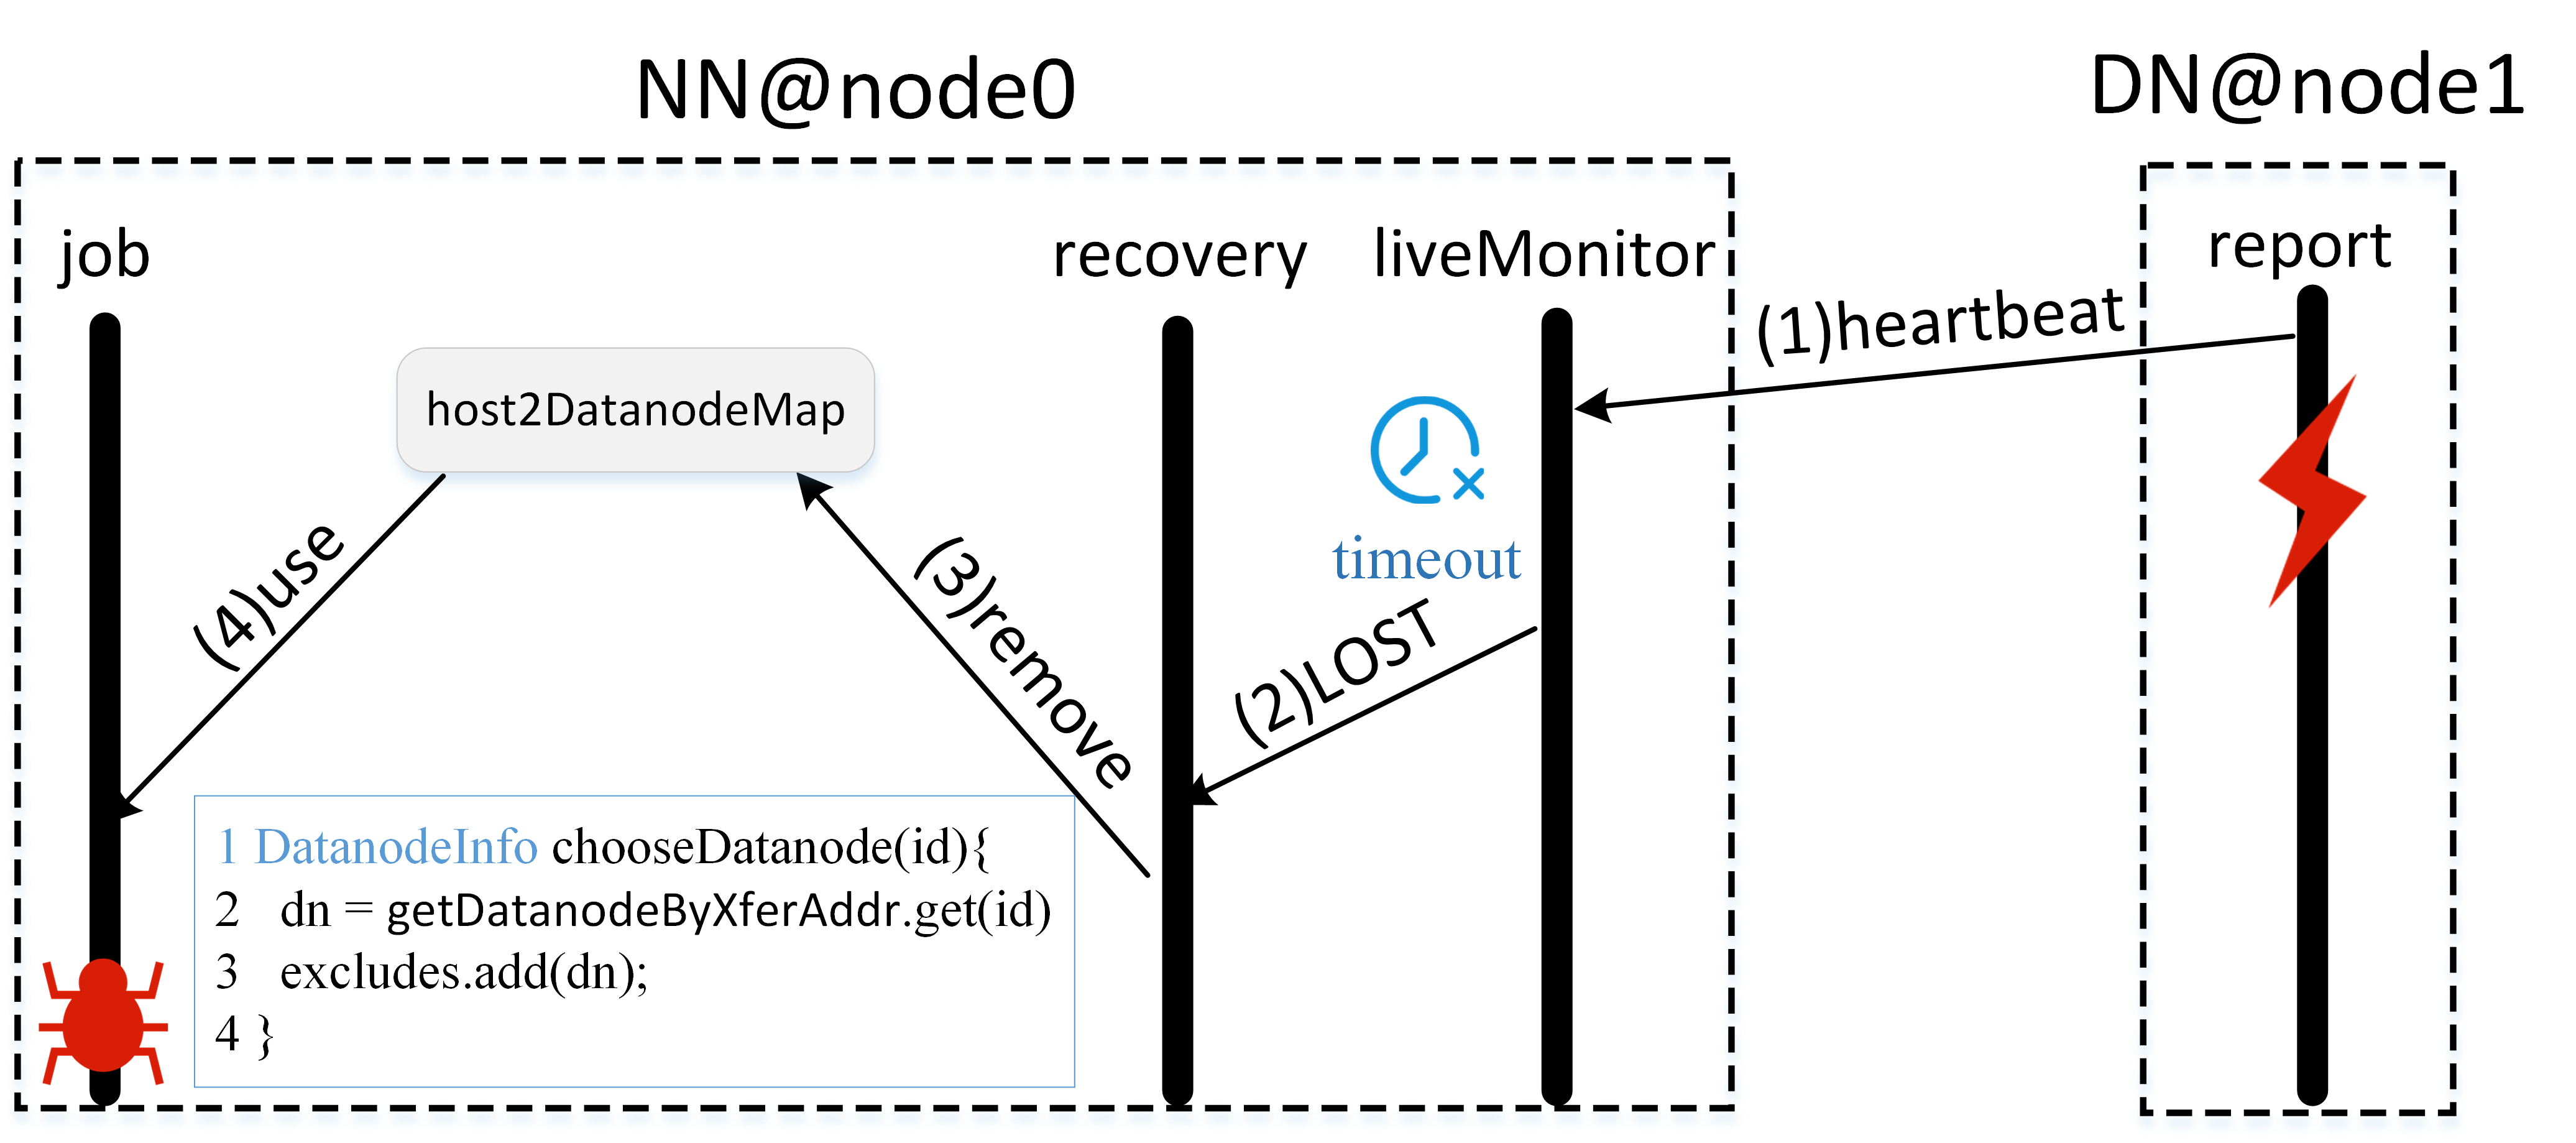 NN@node0
DN@node1
job
recovery
liveMonitor
report
(1)heartbeat
host2DatanodeMap
timeout
(4)use
(3)remove
(2)LOST
1 DatanodeInfo chooseDatanode(id){
2 dn = getDatanodeByXferAddr.get(id)
3 excludes.add(dn);
4 }